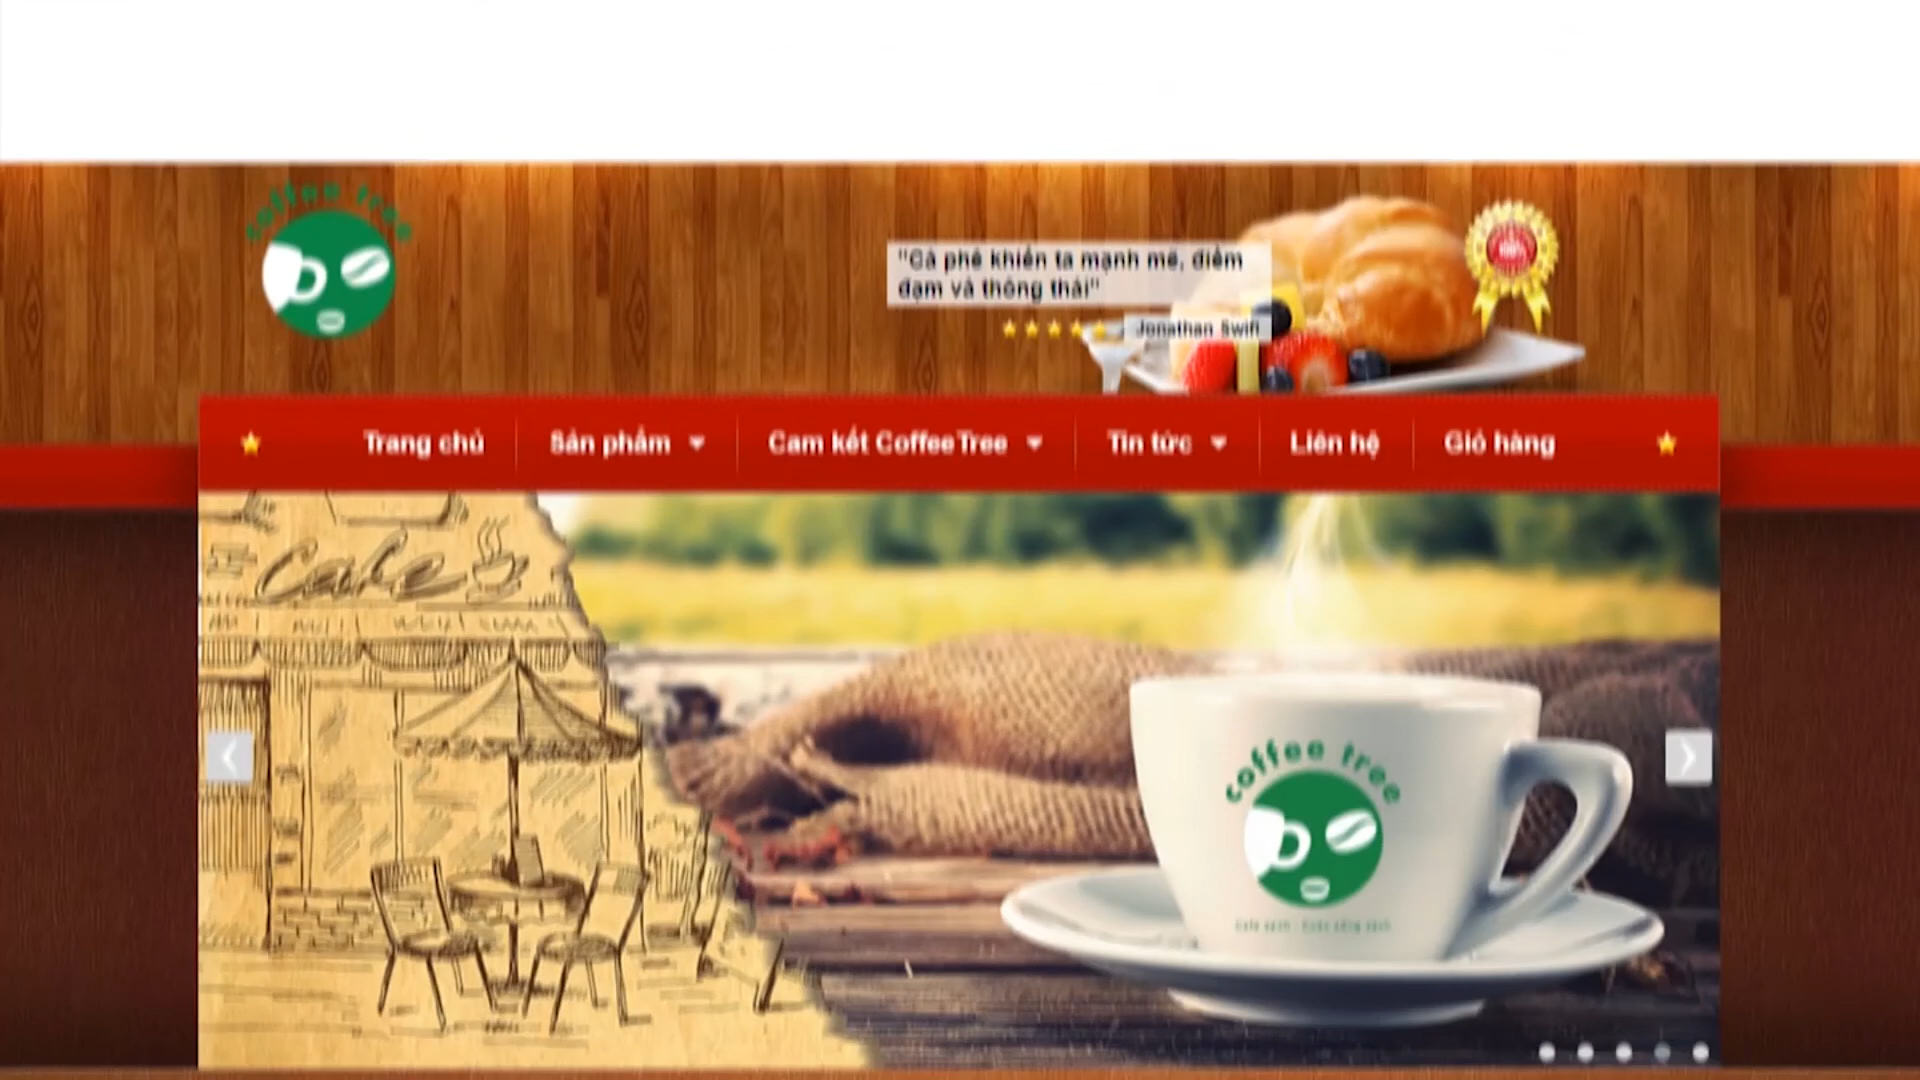 coffee tree
"Cà phê khiến ta mạnh mẽ, điềm
đạm và thông thái"
Jonathan Swift
100%
Trang chủ
Sản phẩm
Cam kết CoffeeTree
Tin tức
Liên hệ
Giỏ hàng
Cafe
coffee tree